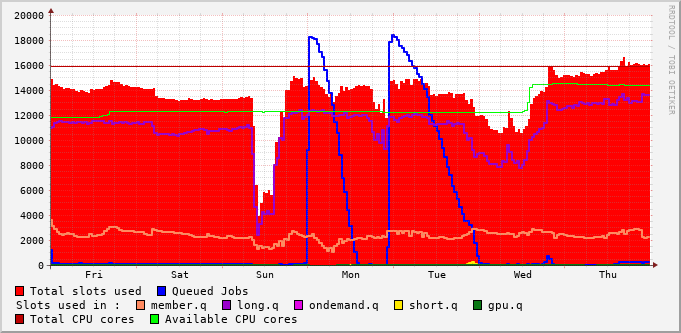 20000
18000
16000
14000
12000
10000
8000
6000
4000
2000
0
Fri Sat Sun Mon Tue Wed Thu
RRDTOOL / TOBI OETIKER
Total slots used Queued Jobs
Slots used in : member.q long.q ondemand.q short.q gpu.q
Total CPU cores Available CPU cores